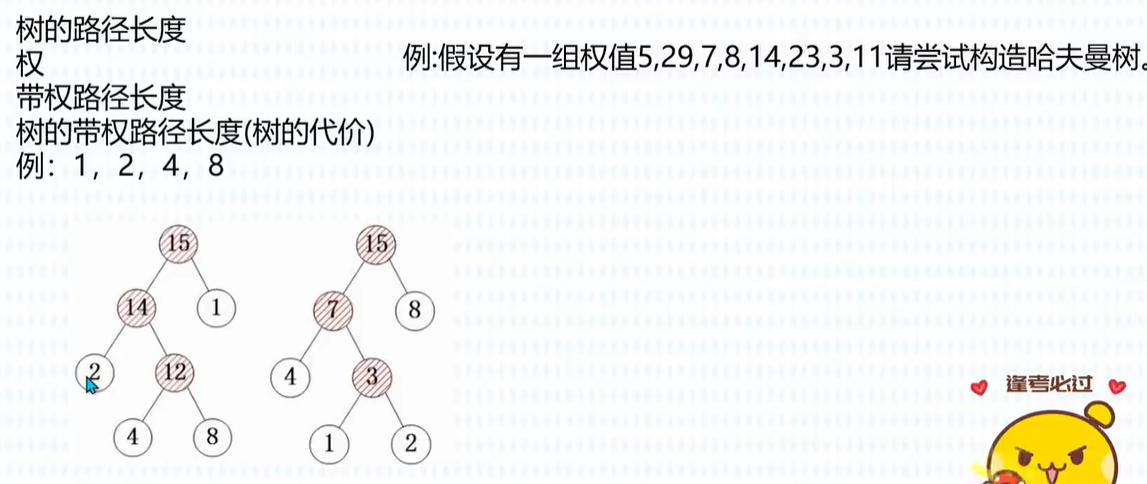 树的路径长度
权
带权路径长度
树的带权路径长度(树的代价)
例：1，2，4，8
例:假设有一组权值5,29,7,8,14,23,3,11请尝试构造哈夫曼树。
15
14
1
2
12
4
8
15
7
8
4
3
1
2
逢考必过